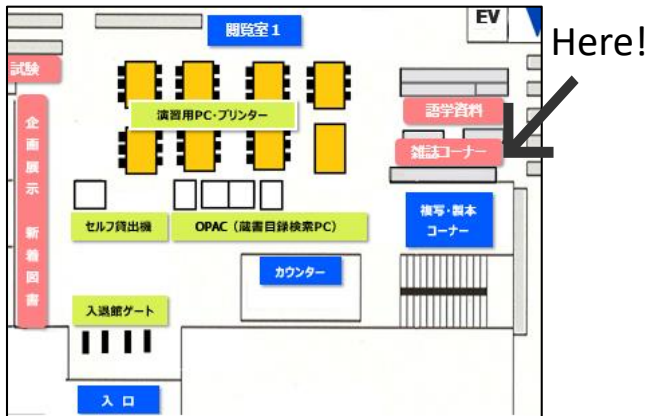 閲覧室1
EV
Here!
試験
演習用PC・プリンター
語学資料
雑誌コーナー
企画展示 新着図書
セルフ貸出機
OPAC（蔵書目録検索PC）
複写・製本
コーナー
カウンター
入退館ゲート
入口